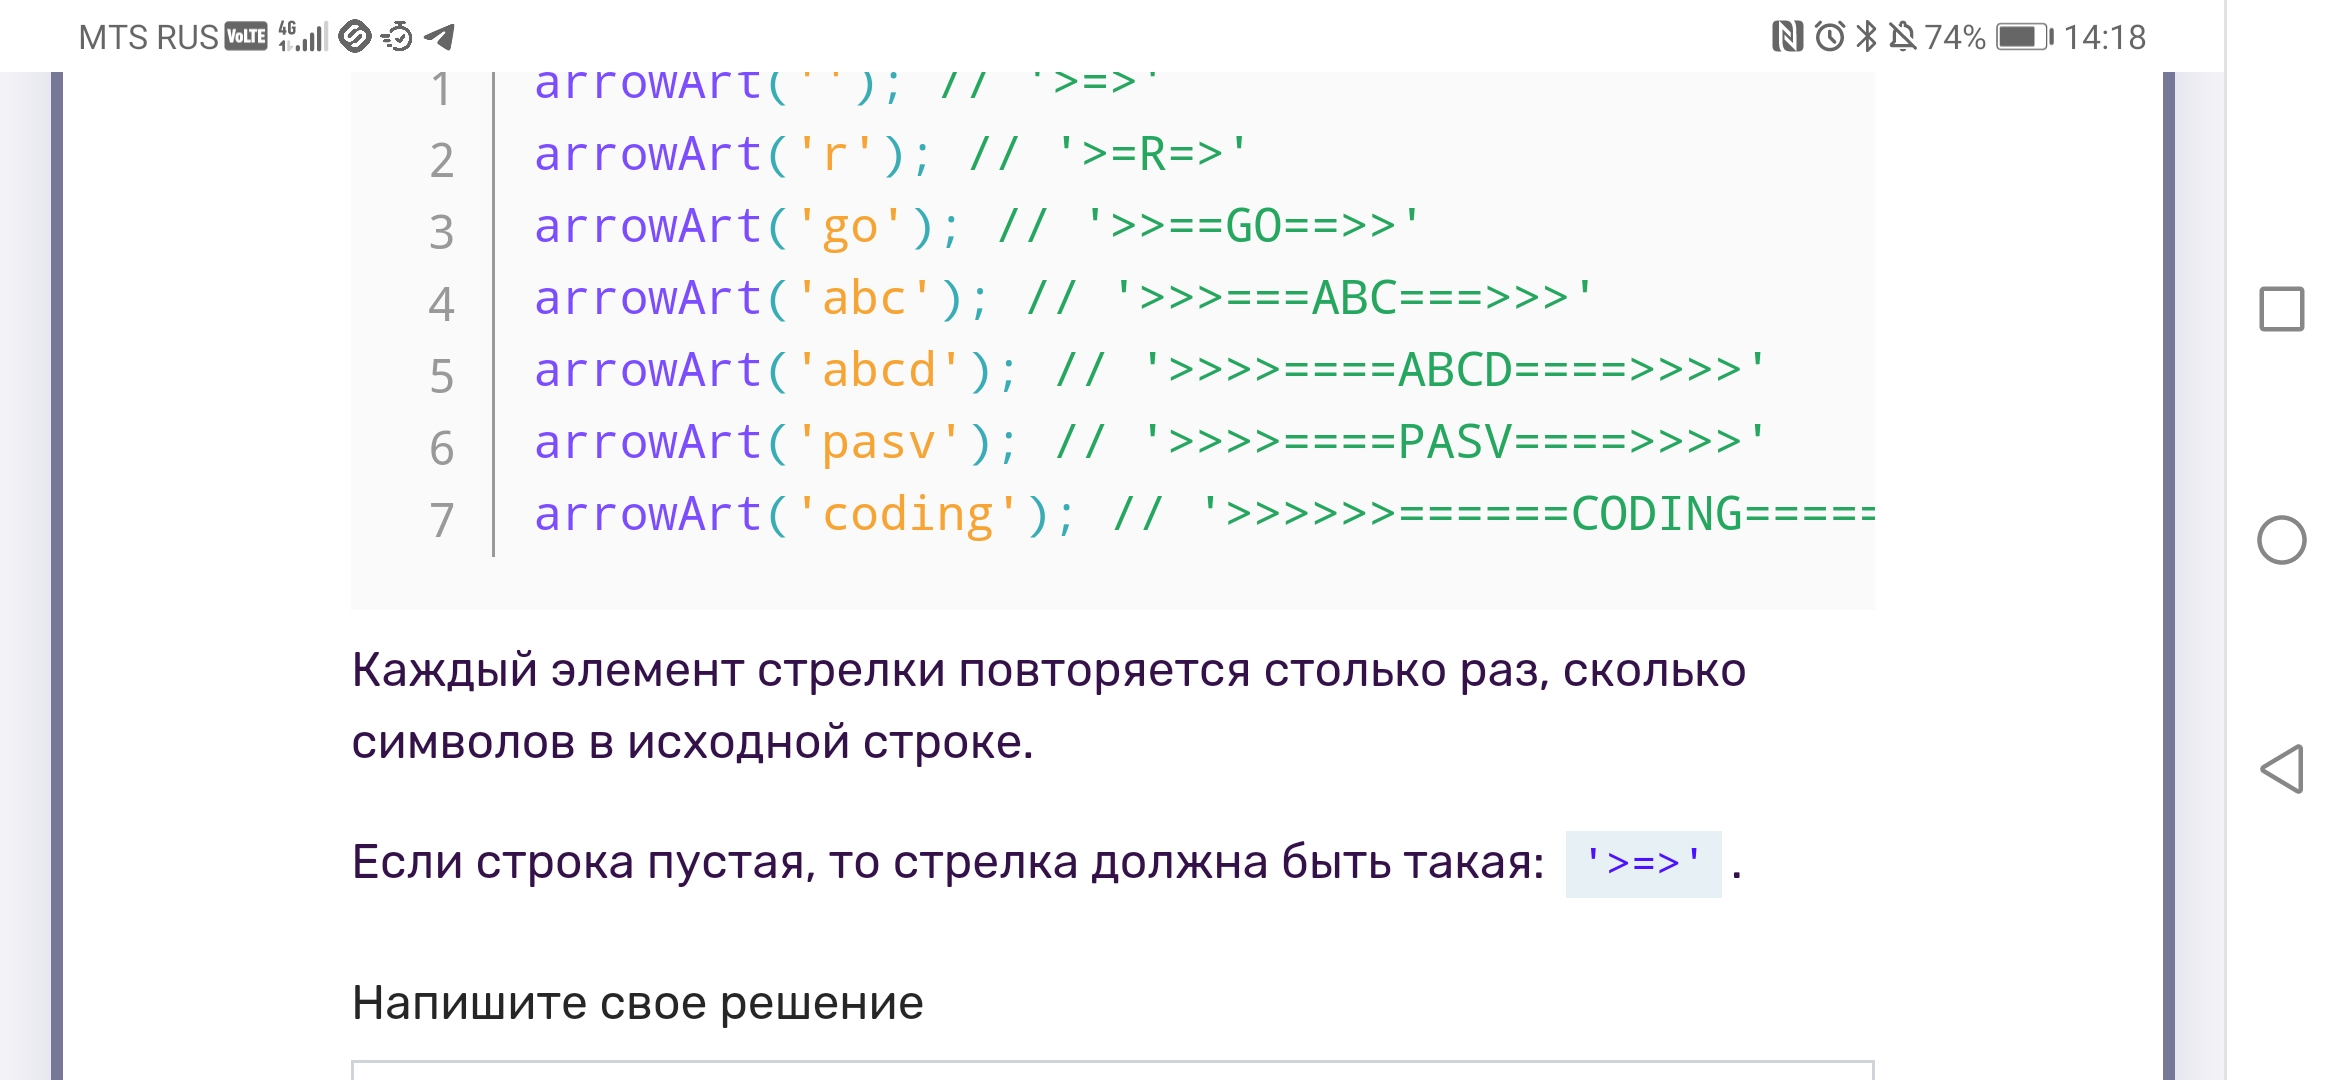 MTS RUS VoLTE 4G 74% 14:18
1 arrowArt(''); // '>=>'
2 arrowArt('r'); // '>=R=>'
3 arrowArt('go'); // '>>==GO==>>'
4 arrowArt('abc'); // '>>>===ABC===>>>'
5 arrowArt('abcd'); // '>>>>====ABCD====>>>>'
6 arrowArt('pasv'); // '>>>>====PASV====>>>>'
7 arrowArt('coding'); // '>>>>>>======CODING=====
Каждый элемент стрелки повторяется столько раз, сколько
символов в исходной строке.
Если строка пустая, то стрелка должна быть такая: '>=>' .
Напишите свое решение